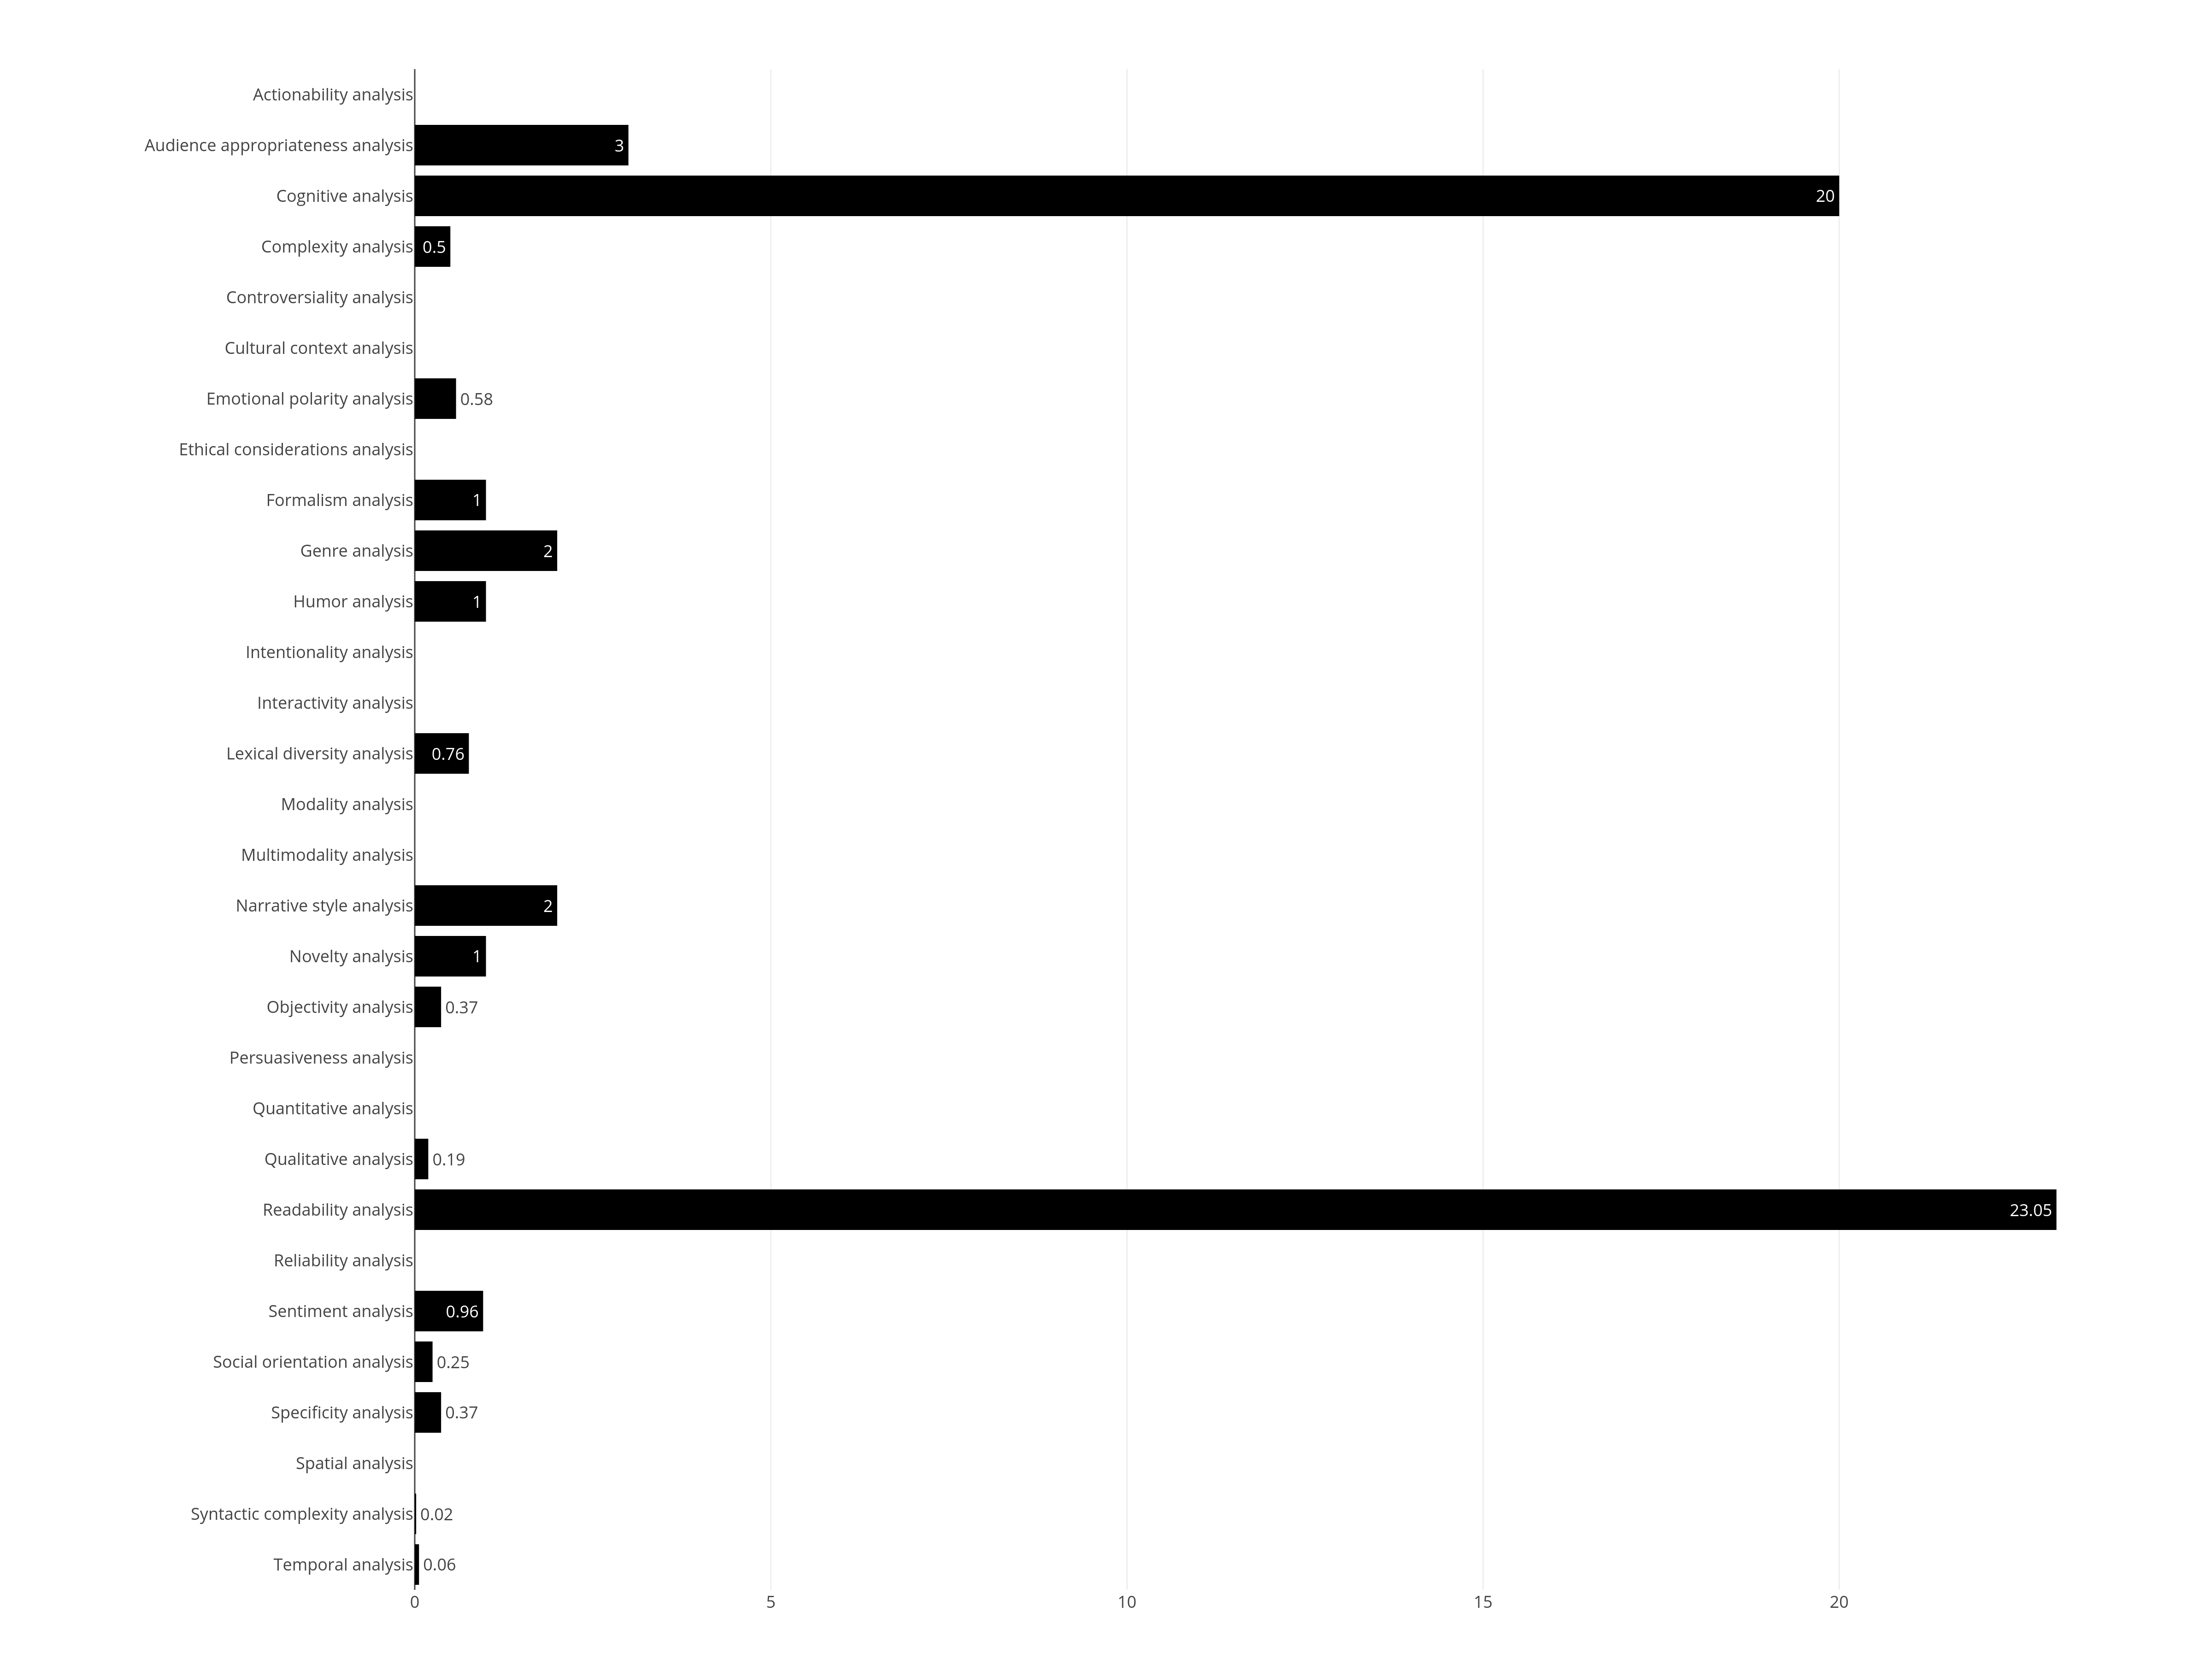 Actionability analysis
Audience appropriateness analysis 3
Cognitive analysis 20
Complexity analysis 0.5
Controversiality analysis
Cultural context analysis
Emotional polarity analysis 0.58
Ethical considerations analysis
Formalism analysis 1
Genre analysis 2
Humor analysis 1
Intentionality analysis
Interactivity analysis
Lexical diversity analysis 0.76
Modality analysis
Multimodality analysis
Narrative style analysis 2
Novelty analysis 1
Objectivity analysis 0.37
Persuasiveness analysis
Quantitative analysis
Qualitative analysis 0.19
Readability analysis 23.05
Reliability analysis
Sentiment analysis 0.96
Social orientation analysis 0.25
Specificity analysis 0.37
Spatial analysis
Syntactic complexity analysis 0.02
Temporal analysis 0.06
0 5 10 15 20